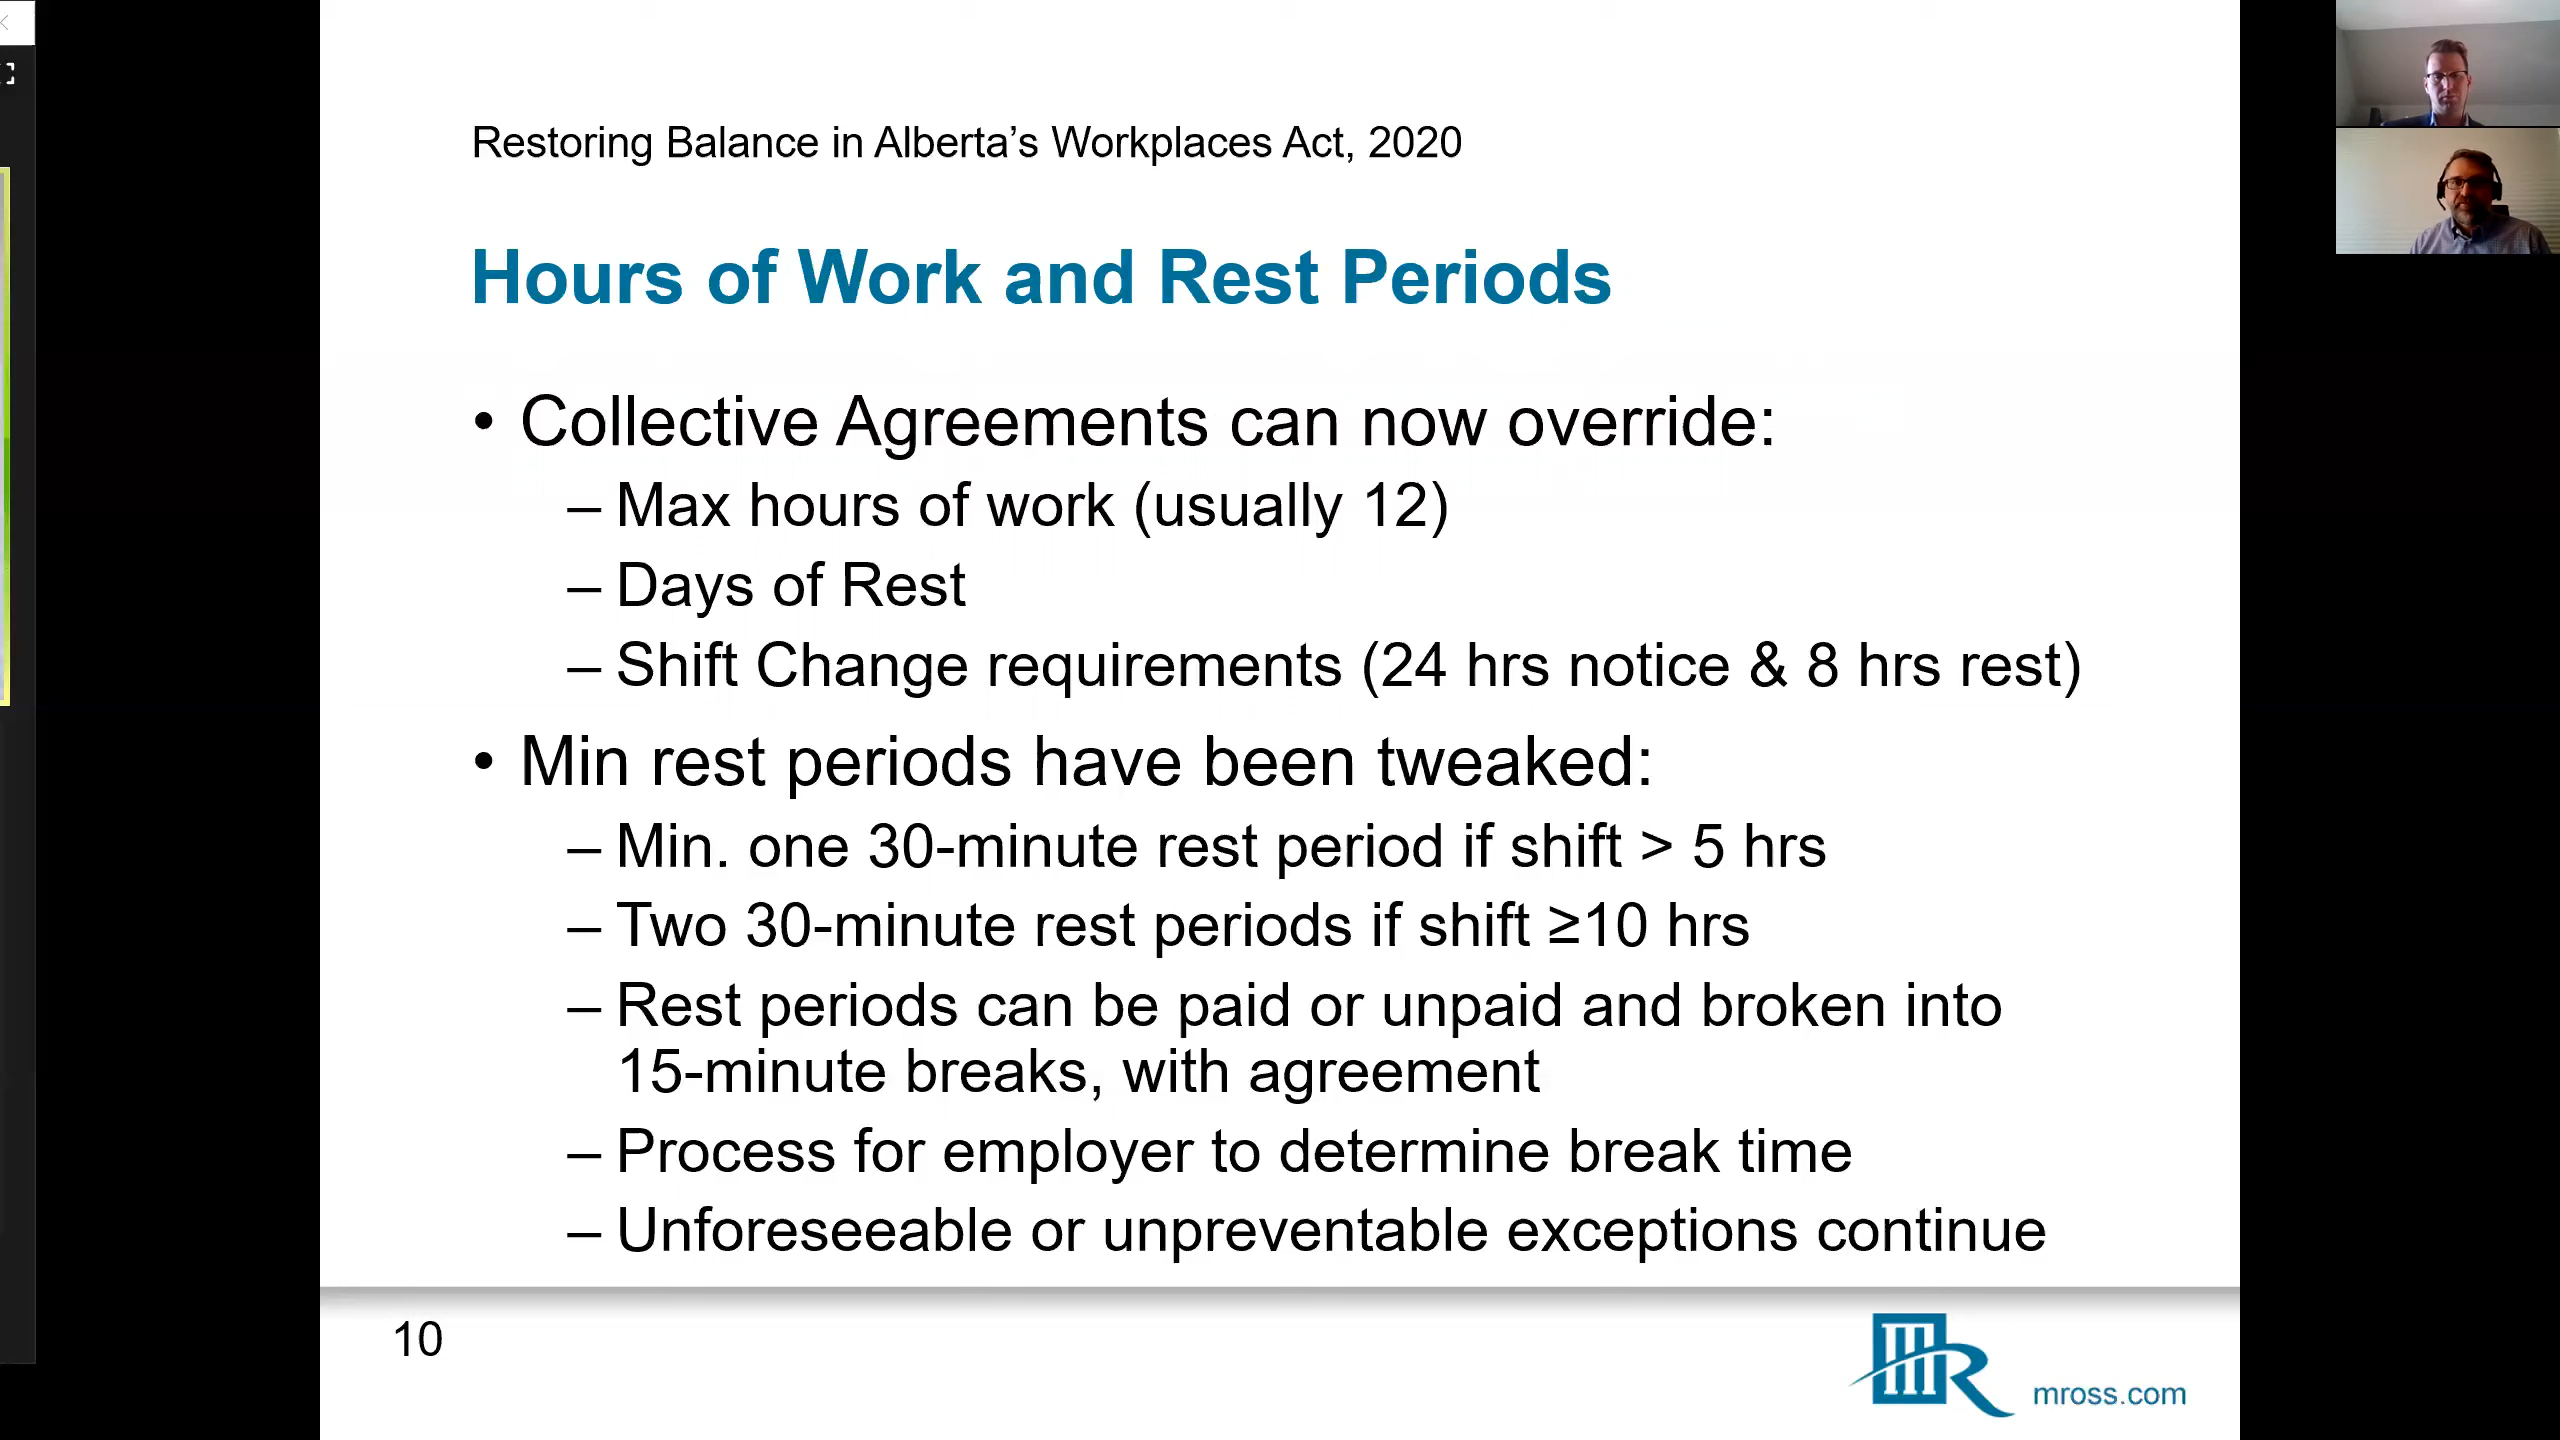 Restoring Balance in Alberta’s Workplaces Act, 2020
Hours of Work and Rest Periods
• Collective Agreements can now override:
– Max hours of work (usually 12)
– Days of Rest
– Shift Change requirements (24 hrs notice & 8 hrs rest)
• Min rest periods have been tweaked:
– Min. one 30-minute rest period if shift > 5 hrs
– Two 30-minute rest periods if shift ≥10 hrs
– Rest periods can be paid or unpaid and broken into
15-minute breaks, with agreement
– Process for employer to determine break time
– Unforeseeable or unpreventable exceptions continue
10
mross.com